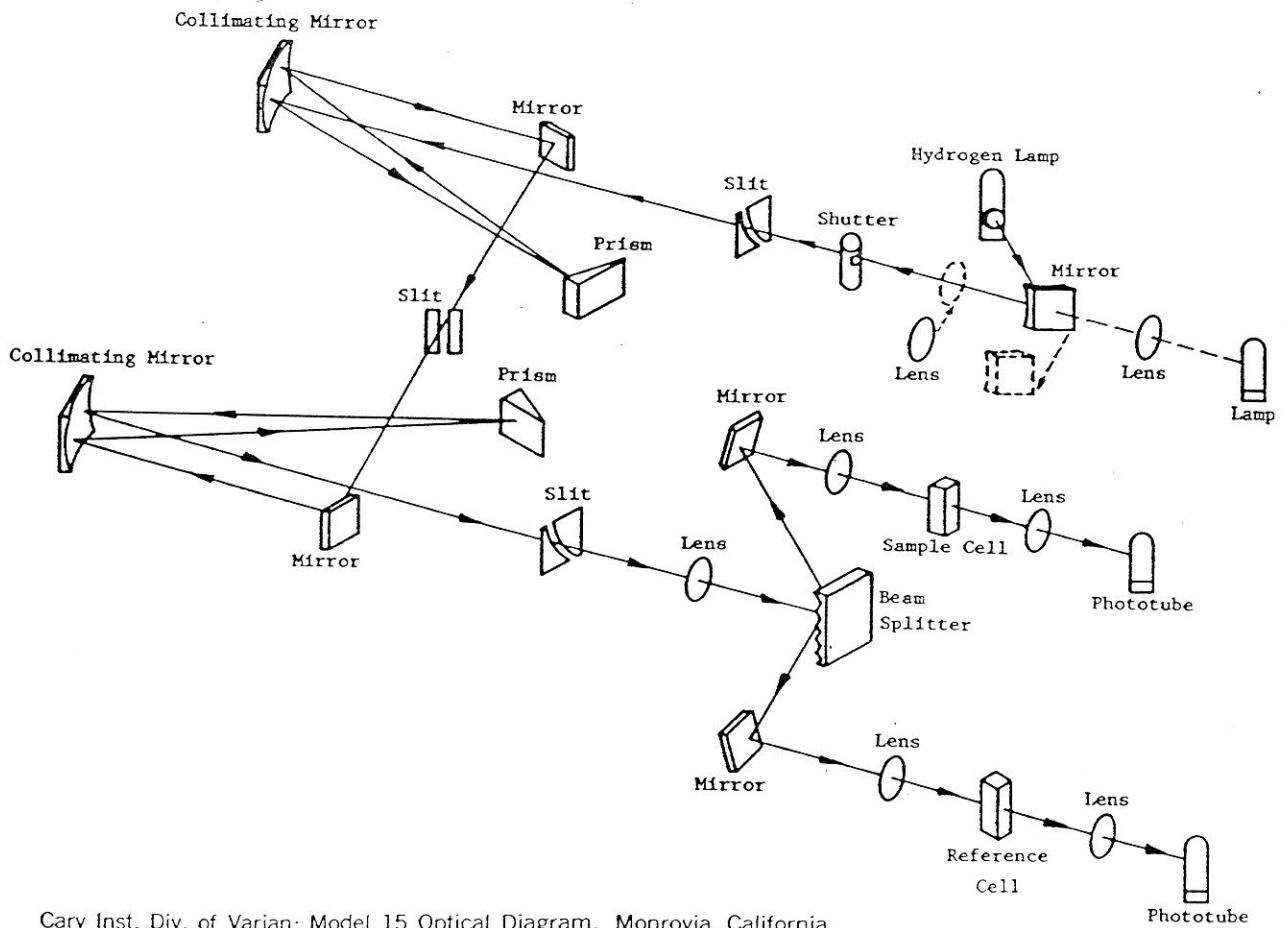 Collimating Mirror
Mirror
Hydrogen Lamp
Slit
Shutter
Prism
Mirror
Slit
Lens
Lens
Lamp
Collimating Mirror
Prism
Mirror
Lens
Lens
Slit
Sample Cell
Mirror
Lens
Beam
Splitter
Phototube
Mirror
Lens
Lens
Reference
Cell
Phototube
Cary Inst. Div. of Varian: Model 15 Optical Diagram. Monrovia, California.